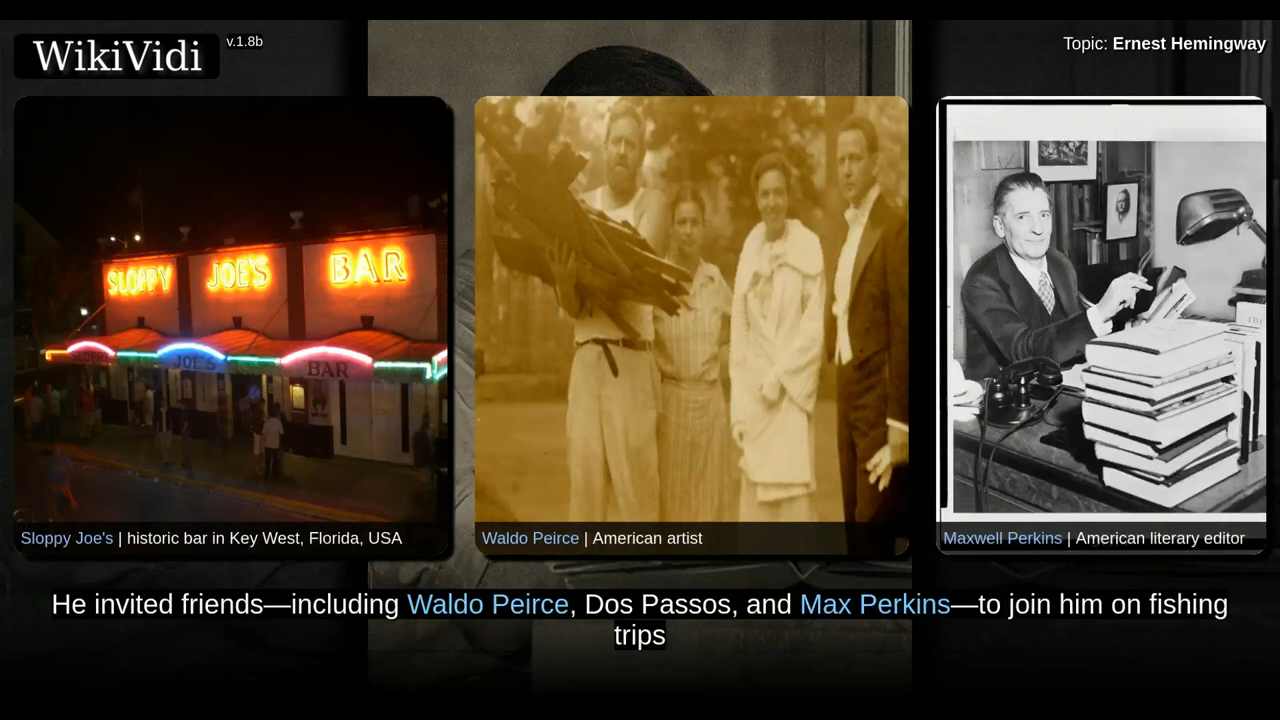 WikiVidi
v.1.8b
Topic: Ernest Hemingway
SLOPPY JOE'S BAR
SLOPPY JOE'S BAR
Sloppy Joe's | historic bar in Key West, Florida, USA
Waldo Peirce | American artist
Maxwell Perkins | American literary editor
He invited friends—including Waldo Peirce, Dos Passos, and Max Perkins—to join him on fishing
trips